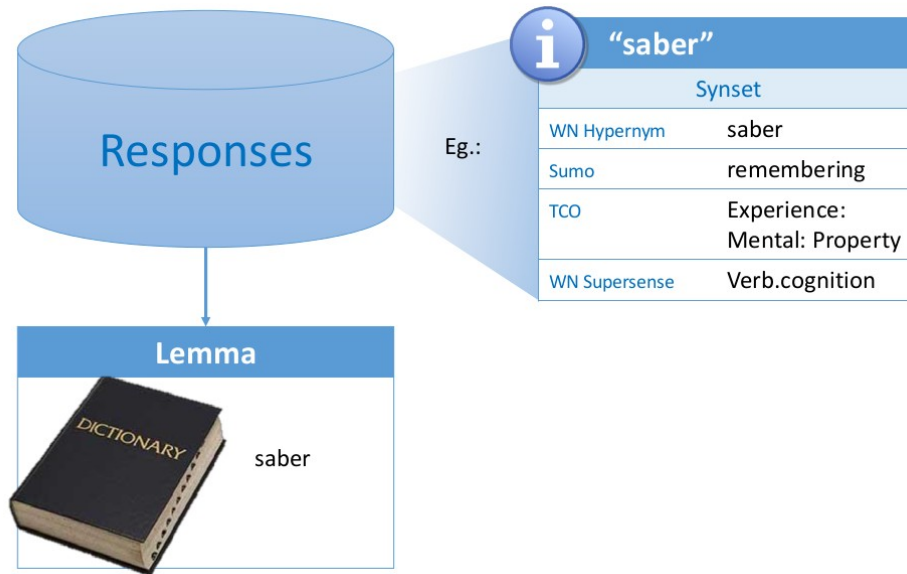 Responses
Eg.:
i
“saber”
Synset
WN Hypernym saber
Sumo remembering
TCO Experience:
Mental: Property
WN Supersense Verb.cognition
Lemma
DICTIONARY
saber